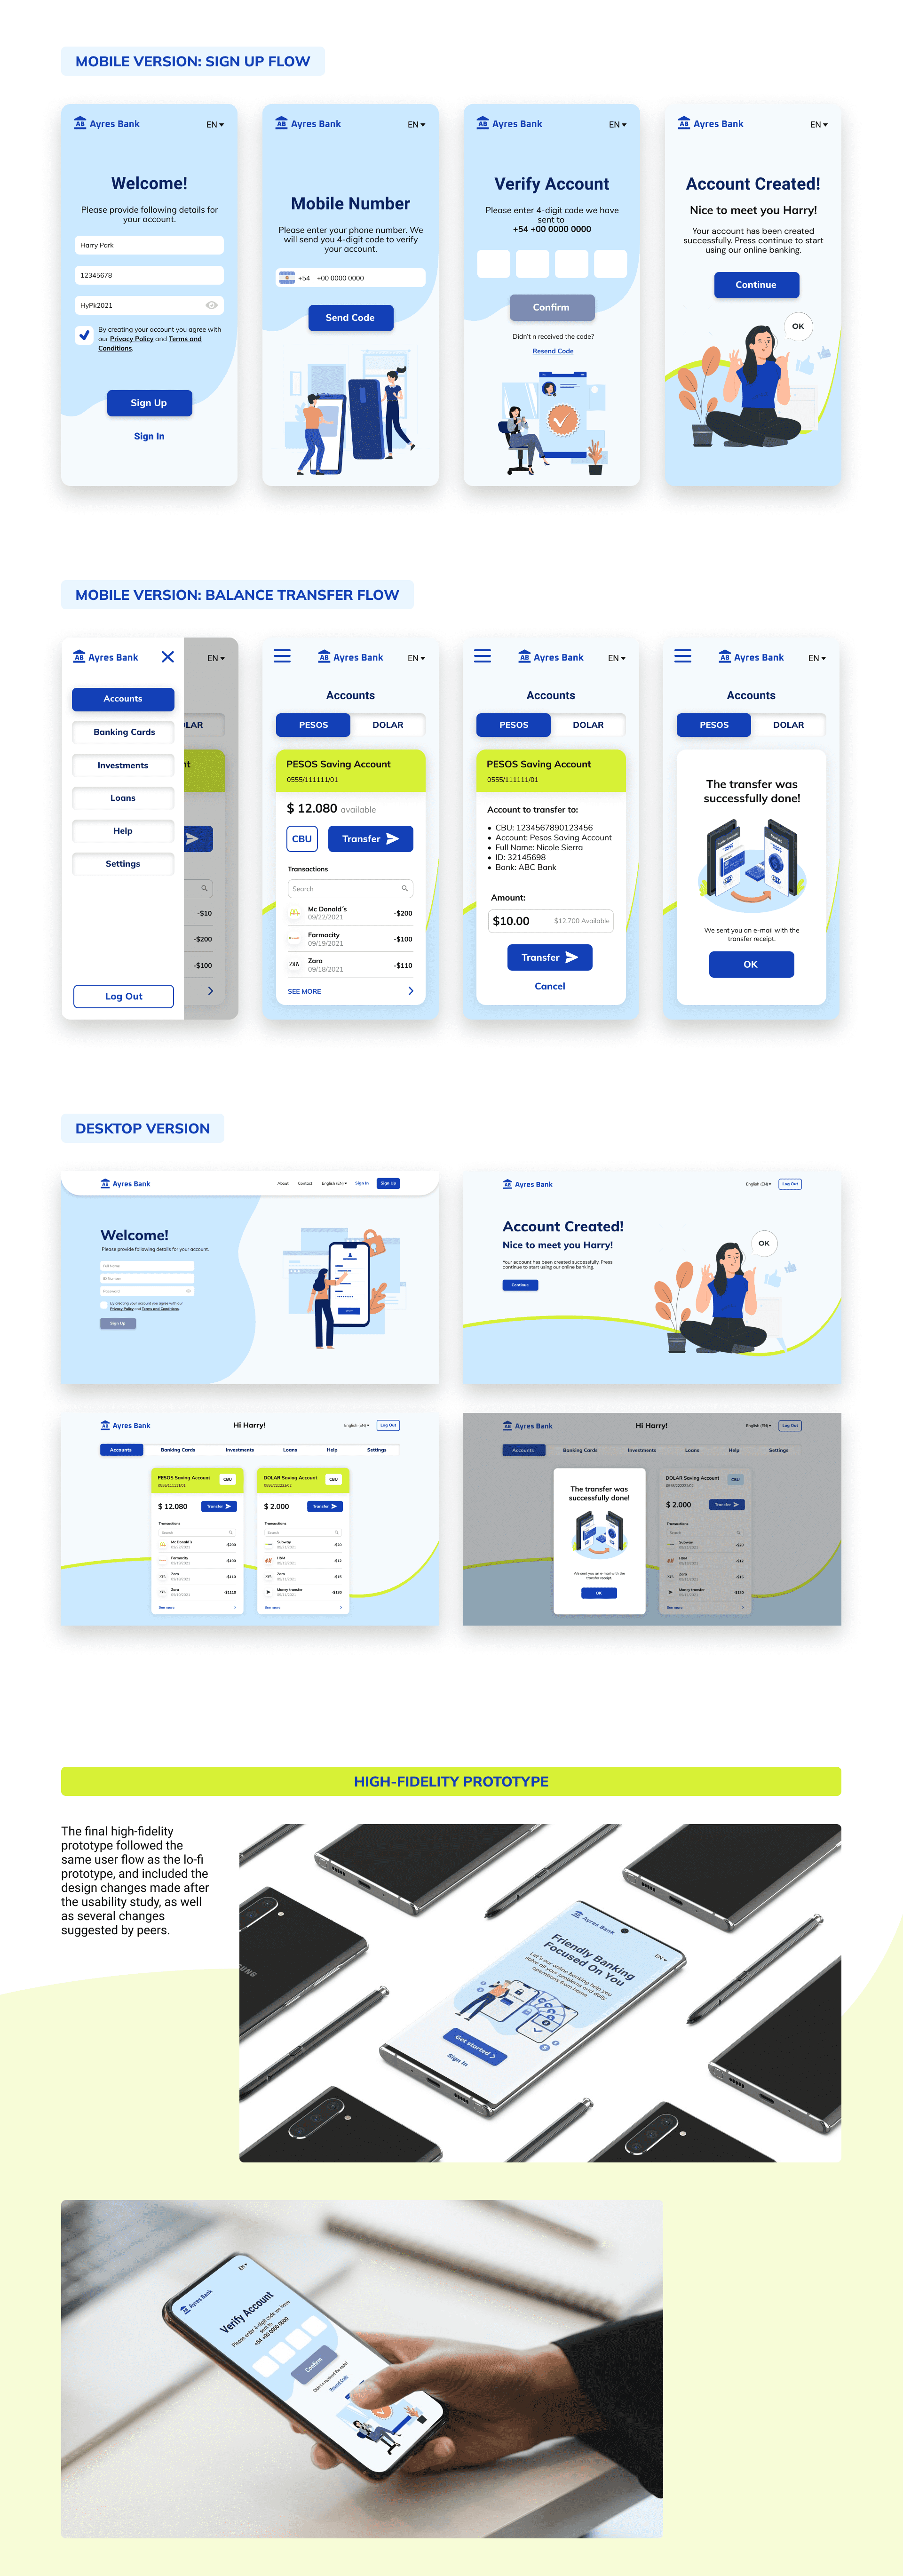 MOBILE VERSION: SIGN UP FLOW
AB Ayres Bank
EN
Welcome!
Please provide following details for
your account.
Harry Park
12345678
HyPk2021
By creating your account you agree with
our Privacy Policy and Terms and
Conditions.
Sign Up
Sign In
AB Ayres Bank
EN
Mobile Number
Please enter your phone number. We
will send you 4-digit code to verify
your account.
+54 | +00 0000 0000
Send Code
AB Ayres Bank
EN
Verify Account
Please enter 4-digit code we have
sent to
+54 +00 0000 0000
Confirm
Didn't n received the code?
Resend Code
AB Ayres Bank
EN
Account Created!
Nice to meet you Harry!
Your account has been created
successfully. Press continue to start
using our online banking.
Continue
OK
MOBILE VERSION: BALANCE TRANSFER FLOW
AB Ayres Bank
EN
Accounts
Banking Cards
Investments
Loans
Help
Settings
Log Out
LAR
nt
-$10
-$200
-$100
AB Ayres Bank
EN
Accounts
PESOS
DOLAR
PESOS Saving Account
0555/111111/01
$ 12.080 available
CBU
Transfer
Transactions
Search
Mc Donald´s
09/22/2021
-$200
Farmacity
09/19/2021
-$100
Zara
09/18/2021
-$110
SEE MORE
AB Ayres Bank
EN
Accounts
PESOS
DOLAR
PESOS Saving Account
0555/111111/01
Account to transfer to:
• CBU: 1234567890123456
• Account: Pesos Saving Account
• Full Name: Nicole Sierra
• ID: 32145698
• Bank: ABC Bank
Amount:
$10.00
$12.700 Available
Transfer
Cancel
AB Ayres Bank
EN
Accounts
PESOS
DOLAR
The transfer was
successfully done!
We sent you an e-mail with the
transfer receipt.
OK
DESKTOP VERSION
AB Ayres Bank
About
Contact
English (EN)
Sign In
Sign Up
Welcome!
Please provide following details for your account.
Full Name
ID Number
Password
By creating your account you agree with our
Privacy Policy and Terms and Conditions.
Sign Up
AB Ayres Bank
English (EN)
Log Out
Account Created!
Nice to meet you Harry!
Your account has been created successfully. Press
continue to start using our online banking.
Continue
OK
AB Ayres Bank
Hi Harry!
English (EN)
Log Out
Accounts
Banking Cards
Investments
Loans
Help
Settings
PESOS Saving Account
0555/111111/01
CBU
$ 12.080
Transfer
Transactions
Search
Mc Donald's
-$200
Farmacity
-$100
Zara
-$110
Zara
-$1110
See more
DOLAR Saving Account
CBU
$ 2.000
Transfer
Transactions
Search
Subway
-$20
H&M
-$12
Zara
Money transfer
-$130
See more
AB Ayres Bank
Hi Harry!
English (EN)
Log Out
Accounts
Banking Cards
Investments
Loans
Help
Settings
The transfer was
successfully done!
We sent you an e-mail with the
transfer receipt.
OK
DOLAR Saving Account
CBU
$ 2.000
Transfer
Transactions
Search
Subway
-$20
H&M
-$12
Zara
Money transfer
-$130
See more
HIGH-FIDELITY PROTOTYPE
The final high-fidelity
prototype followed the
same user flow as the lo-fi
prototype, and included the
design changes made after
the usability study, as well
as several changes
suggested by peers.
Ayres Bank
EN
Friendly Banking
Focused On You
Let's our online banking help you
solve all your problems and daily
operations from home.
Get started
Sign In
Ayres Bank
EN
Verify Account
Please enter 4-digit code we have
sent to
+54 +00 0000 0000
Confirm
Didn't n received the code?
Resend Code